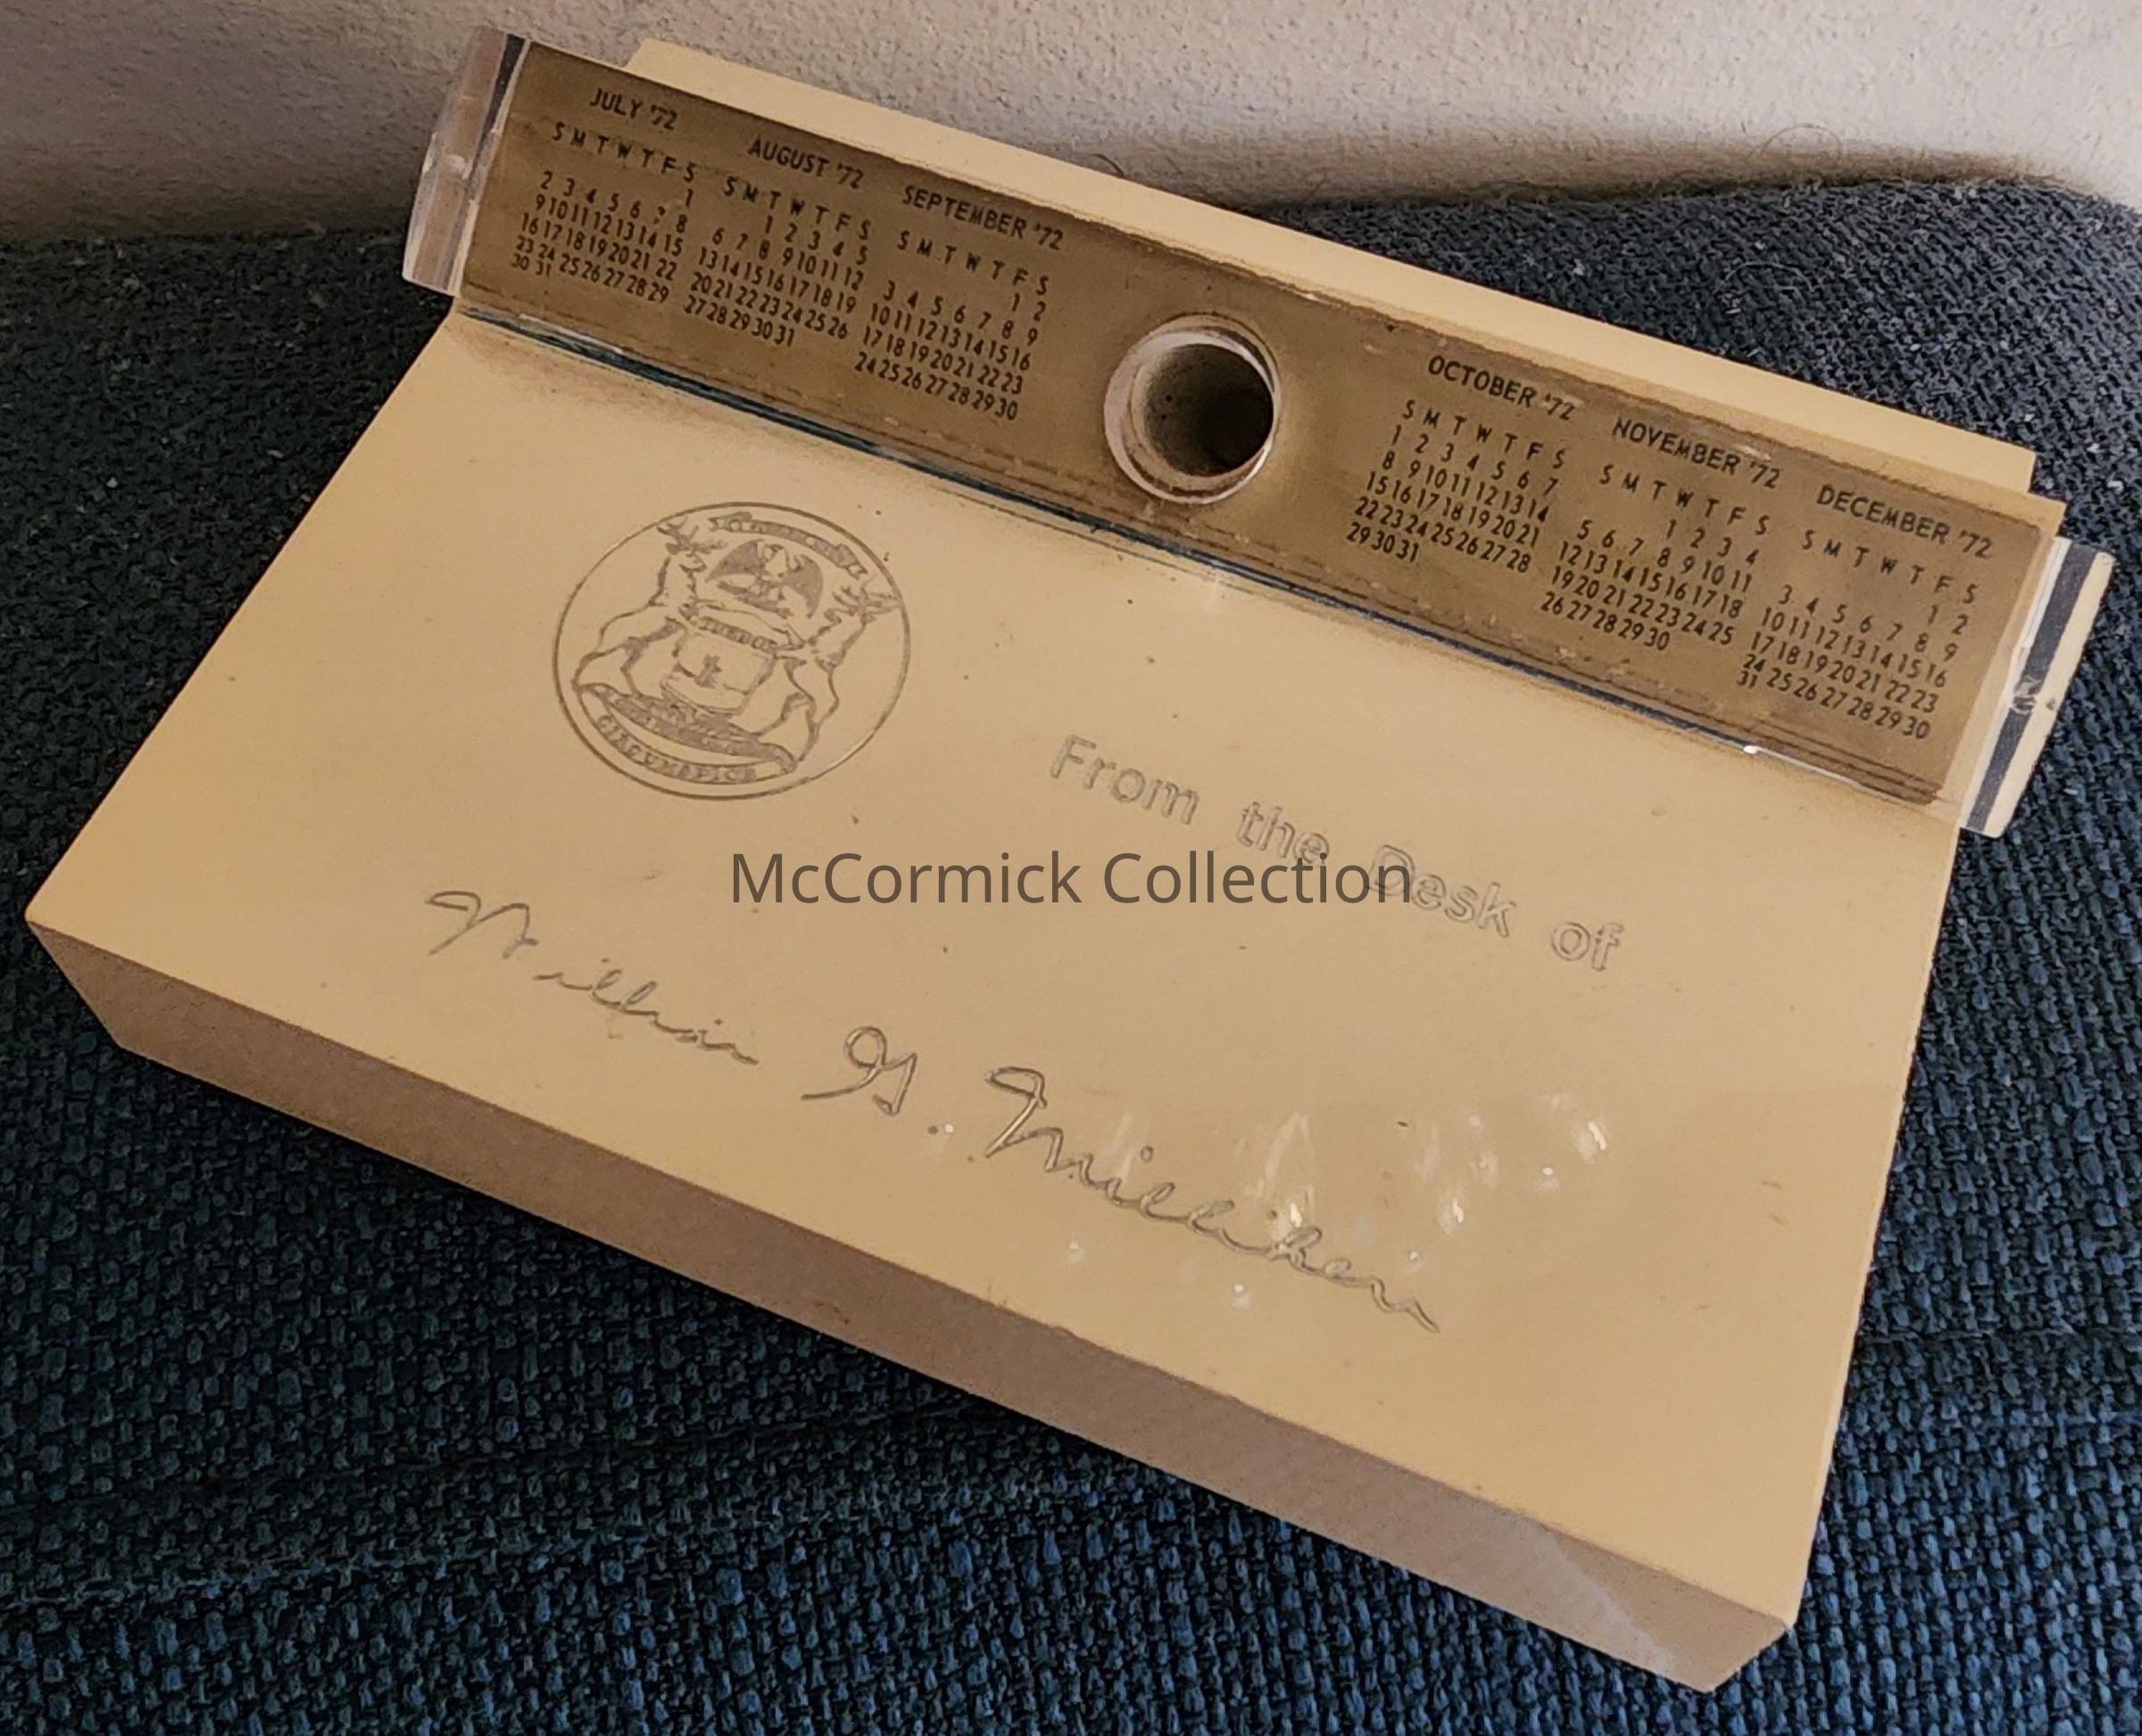 JULY '72
S M T W T F S
1
2 3 4 5 6 7 8
9 10 11 12 13 14 15
16 17 18 19 20 21 22
23 24 25 26 27 28 29
30 31
AUGUST '72
S M T W T F S
1 2 3 4 5
6 7 8 9 10 11 12
13 14 15 16 17 18 19
20 21 22 23 24 25 26
27 28 29 30 31
SEPTEMBER '72
S M T W T F S
1 2
3 4 5 6 7 8 9
10 11 12 13 14 15 16
17 18 19 20 21 22 23
24 25 26 27 28 29 30
OCTOBER '72
S M T W T F S
1 2 3 4 5 6 7
8 9 10 11 12 13 14
15 16 17 18 19 20 21
22 23 24 25 26 27 28
29 30 31
NOVEMBER '72
S M T W T F S
1 2 3 4
5 6 7 8 9 10 11
12 13 14 15 16 17 18
19 20 21 22 23 24 25
26 27 28 29 30
DECEMBER '72
S M T W T F S
1 2
3 4 5 6 7 8 9
10 11 12 13 14 15 16
17 18 19 20 21 22 23
24 25 26 27 28 29 30
31
TUEBOR
CIRCUMSPICE
From the Desk of
McCormick Collection
William G. Milliken